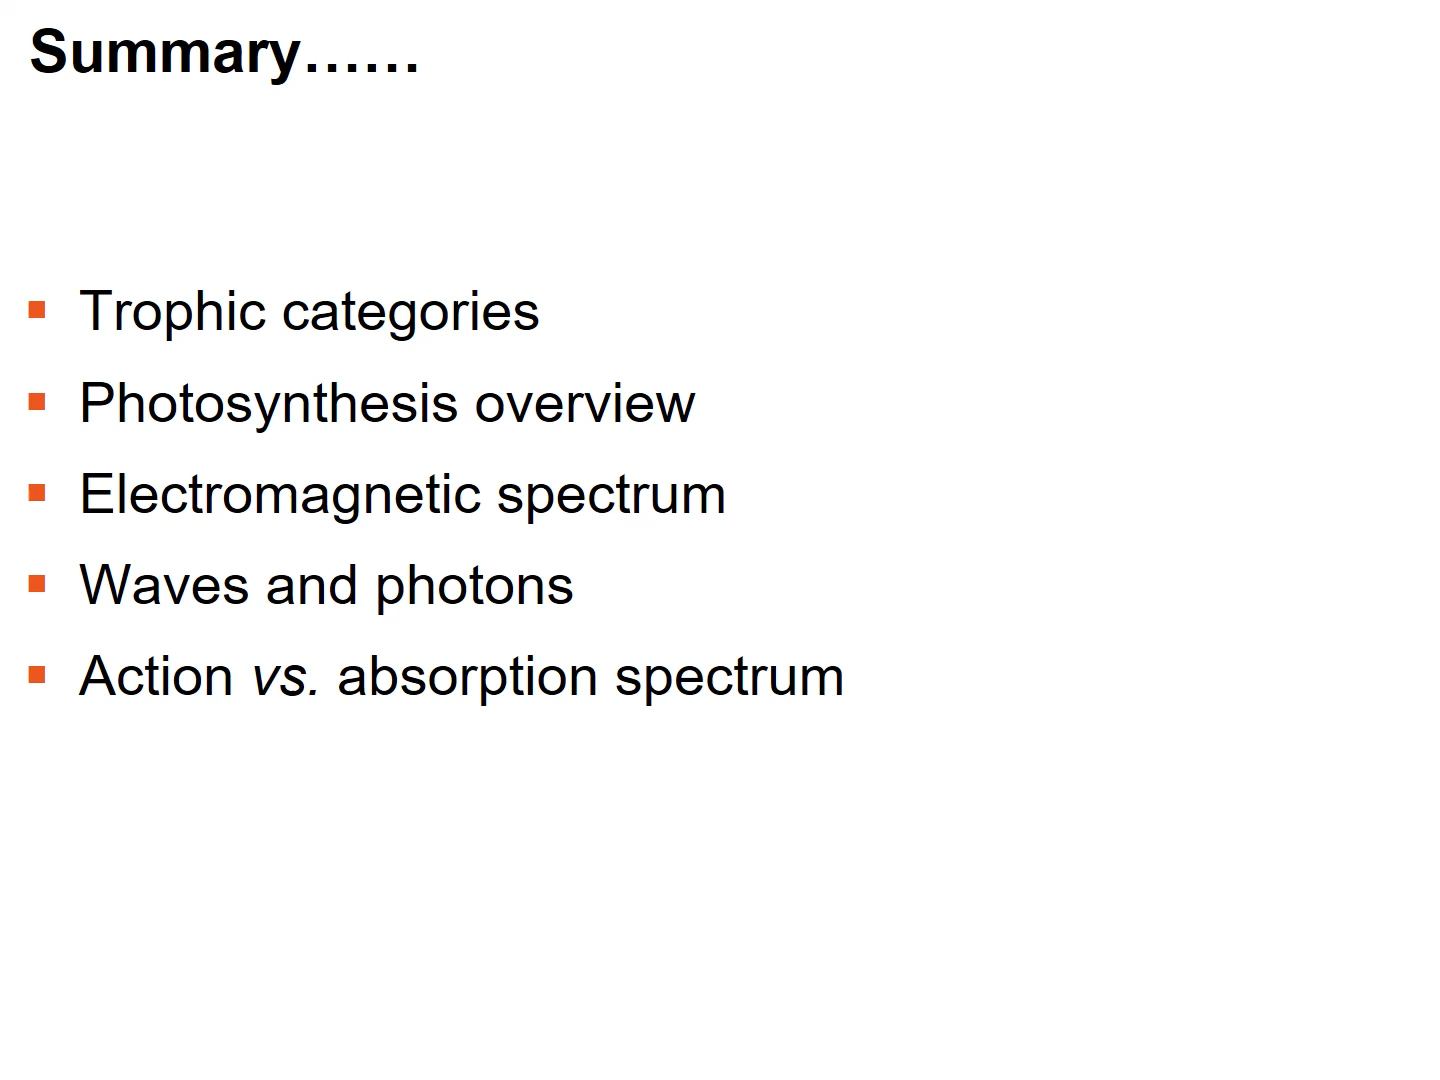 Summary……
▪ Trophic categories
▪ Photosynthesis overview
▪ Electromagnetic spectrum
▪ Waves and photons
▪ Action vs. absorption spectrum